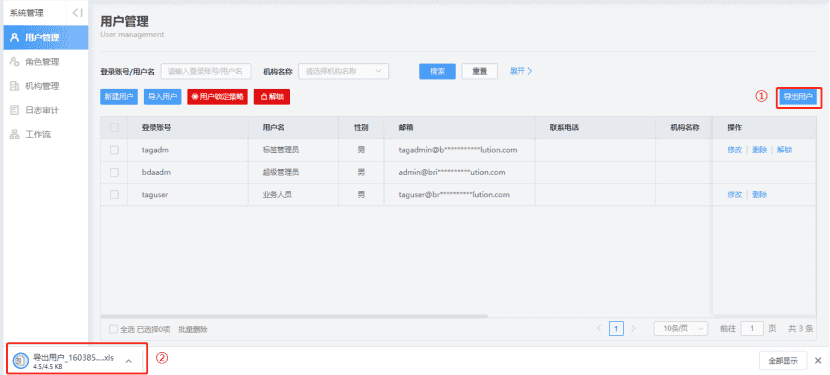 系统管理
用户管理
角色管理
机构管理
日志审计
工作流
用户管理
User management
登录账号/用户名 请输入登录账号/用户名 机构名称 请选择机构名称 搜索 重置 展开
新建用户 导入用户 用户锁定策略 解锁 ① 导出用户
登录账号 用户名 性别 邮箱 联系电话 机构名称 操作
tagadm 标签管理员 男 tagadmin@b***********lution.com 修改 删除 解锁
bdaadm 超级管理员 男 admin@bri**********ution.com
taguser 业务人员 男 taguser@br**********lution.com 修改 删除
全选 已选择0项 批量删除 1 10条/页 前往 1 页 共 3 条
导出用户_160385....xls ②
4.5/4.5 KB
全部显示